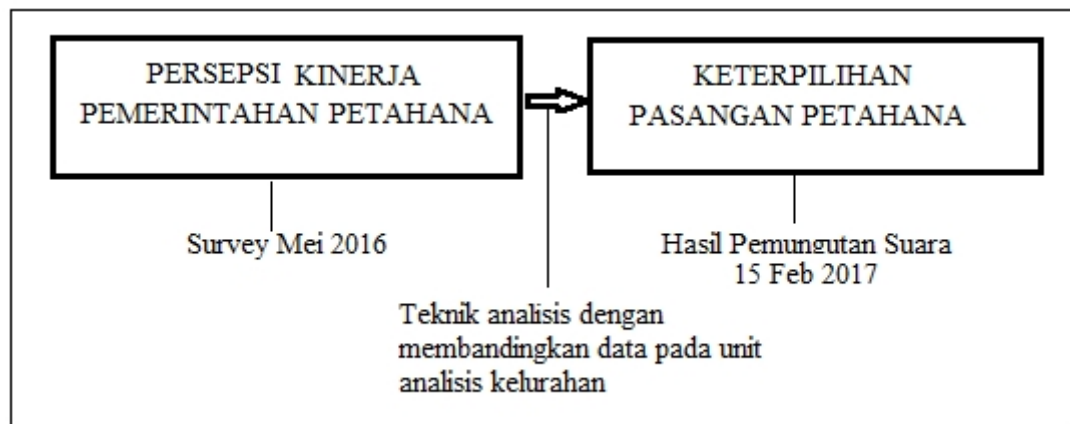 PERSEPSI KINERJA
PEMERINTAHAN PETAHANA
KETERPILIHAN
PASANGAN PETAHANA
Survey Mei 2016
Hasil Pemungutan Suara
15 Feb 2017
Teknik analisis dengan
membandingkan data pada unit
analisis kelurahan